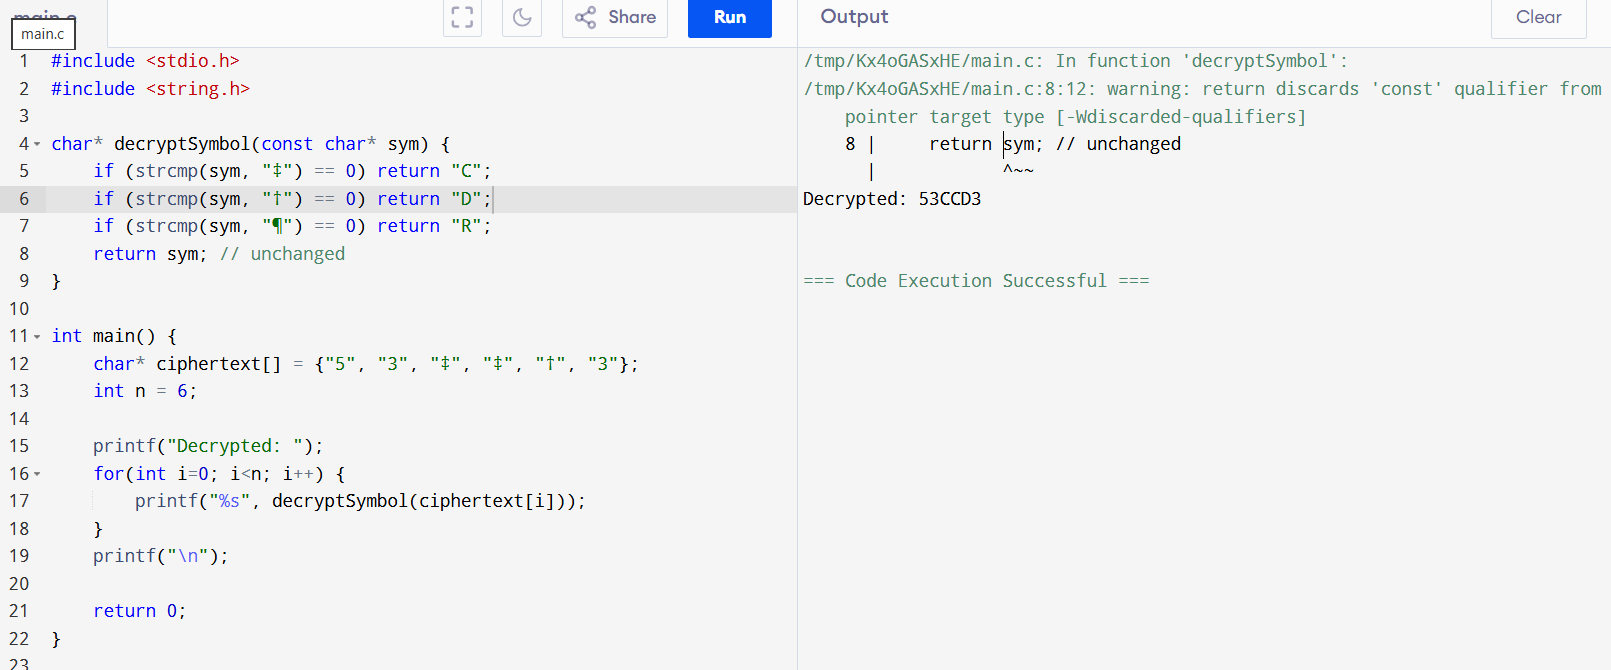 main.c
main.c
Share
Run
Output
Clear
1 #include <stdio.h>
2 #include <string.h>
3
4 char* decryptSymbol(const char* sym) {
5     if (strcmp(sym, "‡") == 0) return "C";
6     if (strcmp(sym, "†") == 0) return "D";
7     if (strcmp(sym, "¶") == 0) return "R";
8     return sym; // unchanged
9 }
10
11 int main() {
12     char* ciphertext[] = {"5", "3", "‡", "‡", "†", "3"};
13     int n = 6;
14
15     printf("Decrypted: ");
16     for(int i=0; i<n; i++) {
17         printf("%s", decryptSymbol(ciphertext[i]));
18     }
19     printf("\n");
20
21     return 0;
22 }
23
/tmp/Kx4oGASxHE/main.c: In function 'decryptSymbol':
/tmp/Kx4oGASxHE/main.c:8:12: warning: return discards 'const' qualifier from
    pointer target type [-Wdiscarded-qualifiers]
    8 |     return sym; // unchanged
      |            ^~~
Decrypted: 53CCD3
=== Code Execution Successful ===